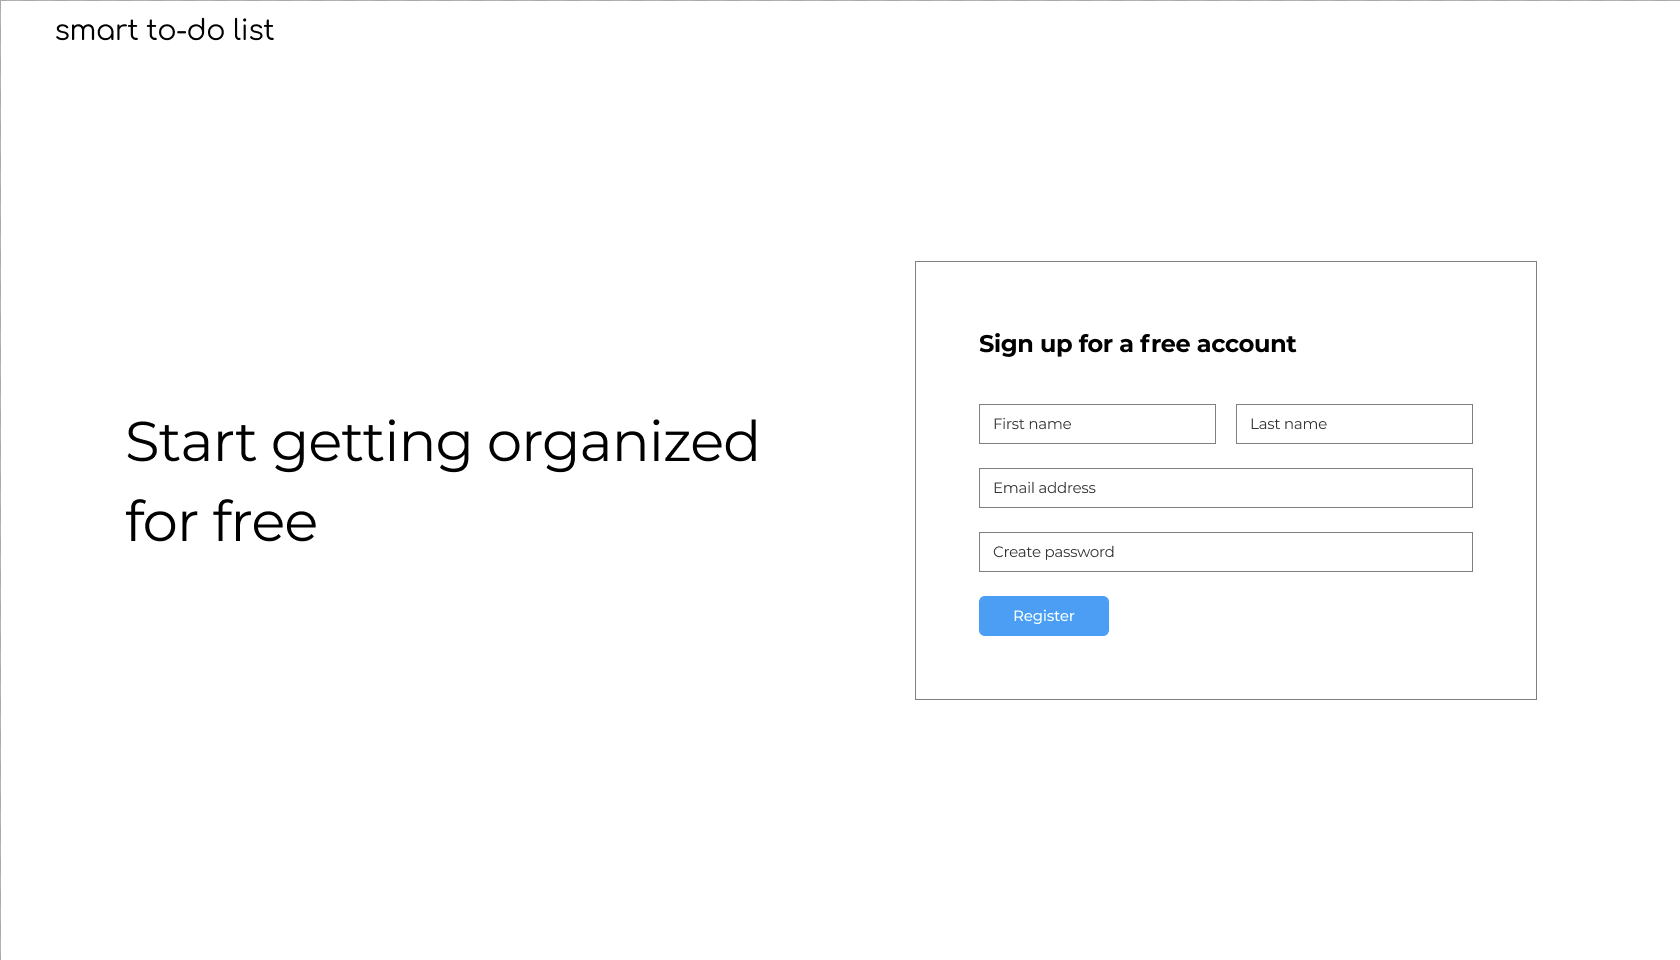 smart to-do list
Start getting organized
for free
Sign up for a free account
First name
Last name
Email address
Create password
Register